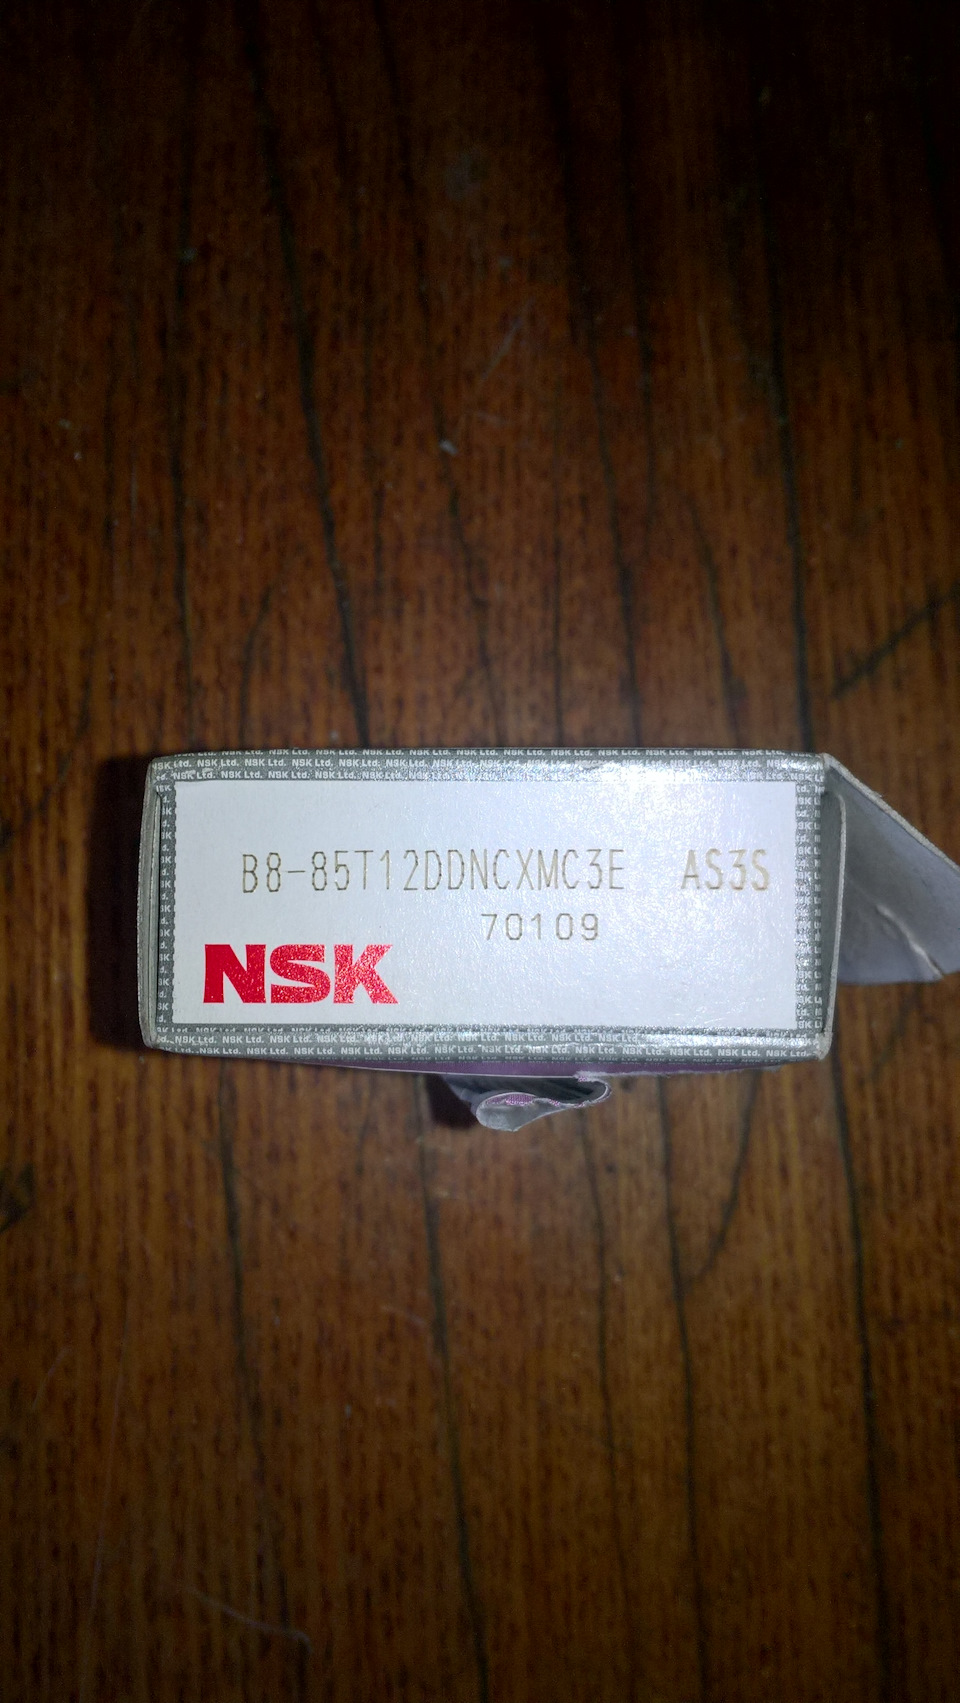 B8-85T12DDNCXMC3E AS3S
70109
NSK